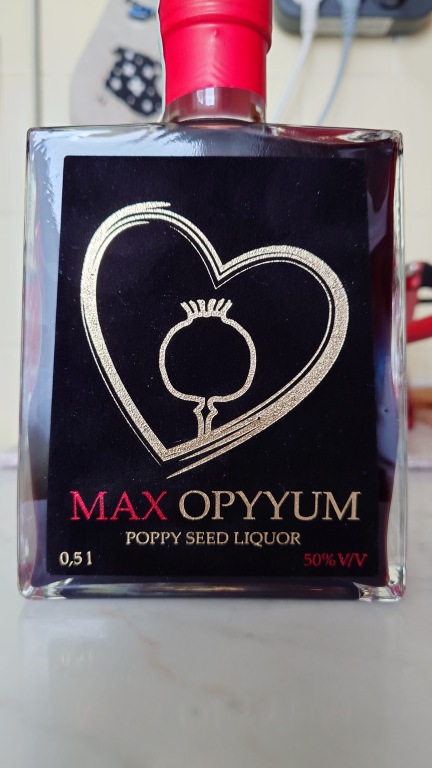 MAX OPYYUM
POPPY SEED LIQUOR
0,5 l 50% V/V